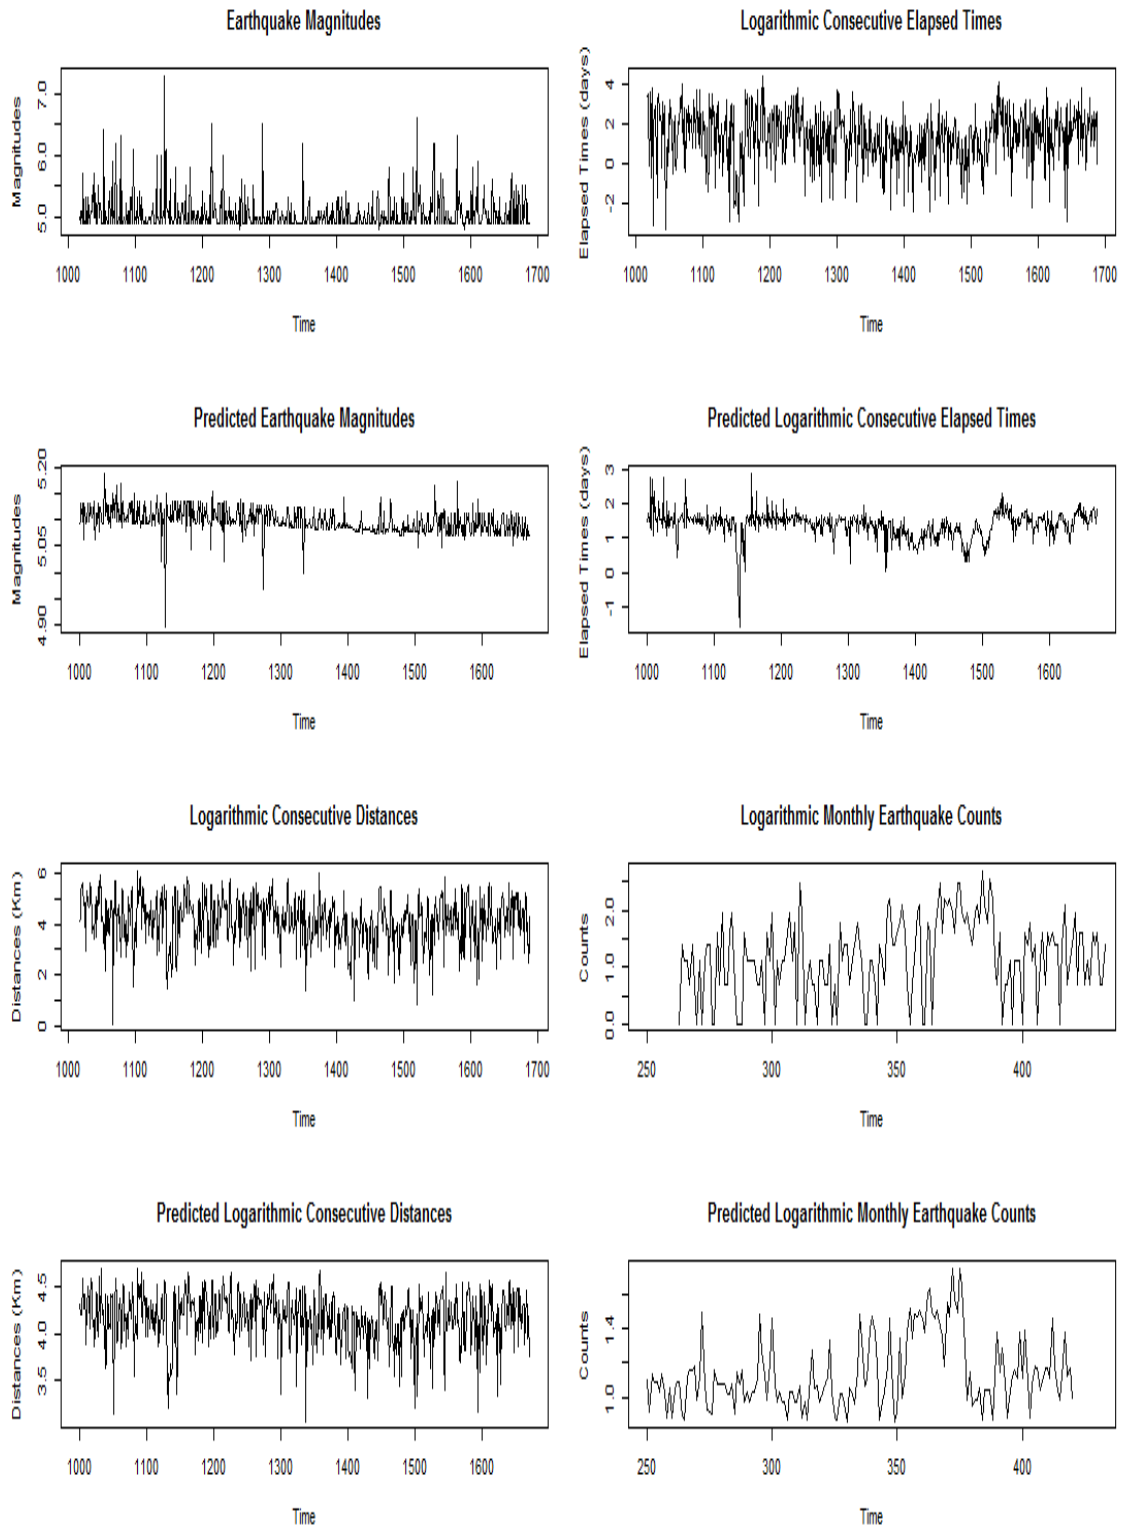 Earthquake Magnitudes
Magnitudes
5.0 6.0 7.0
1000 1100 1200 1300 1400 1500 1600 1700
Time
Logarithmic Consecutive Elapsed Times
Elapsed Times (days)
-2 0 2 4
1000 1100 1200 1300 1400 1500 1600 1700
Time
Predicted Earthquake Magnitudes
Magnitudes
4.90 5.05 5.20
1000 1100 1200 1300 1400 1500 1600
Time
Predicted Logarithmic Consecutive Elapsed Times
Elapsed Times (days)
-1 0 1 2 3
1000 1100 1200 1300 1400 1500 1600
Time
Logarithmic Consecutive Distances
Distances (Km)
0 2 4 6
1000 1100 1200 1300 1400 1500 1600 1700
Time
Logarithmic Monthly Earthquake Counts
Counts
0.0 1.0 2.0
250 300 350 400
Time
Predicted Logarithmic Consecutive Distances
Distances (Km)
3.5 4.0 4.5
1000 1100 1200 1300 1400 1500 1600
Time
Predicted Logarithmic Monthly Earthquake Counts
Counts
1.0 1.4
250 300 350 400
Time